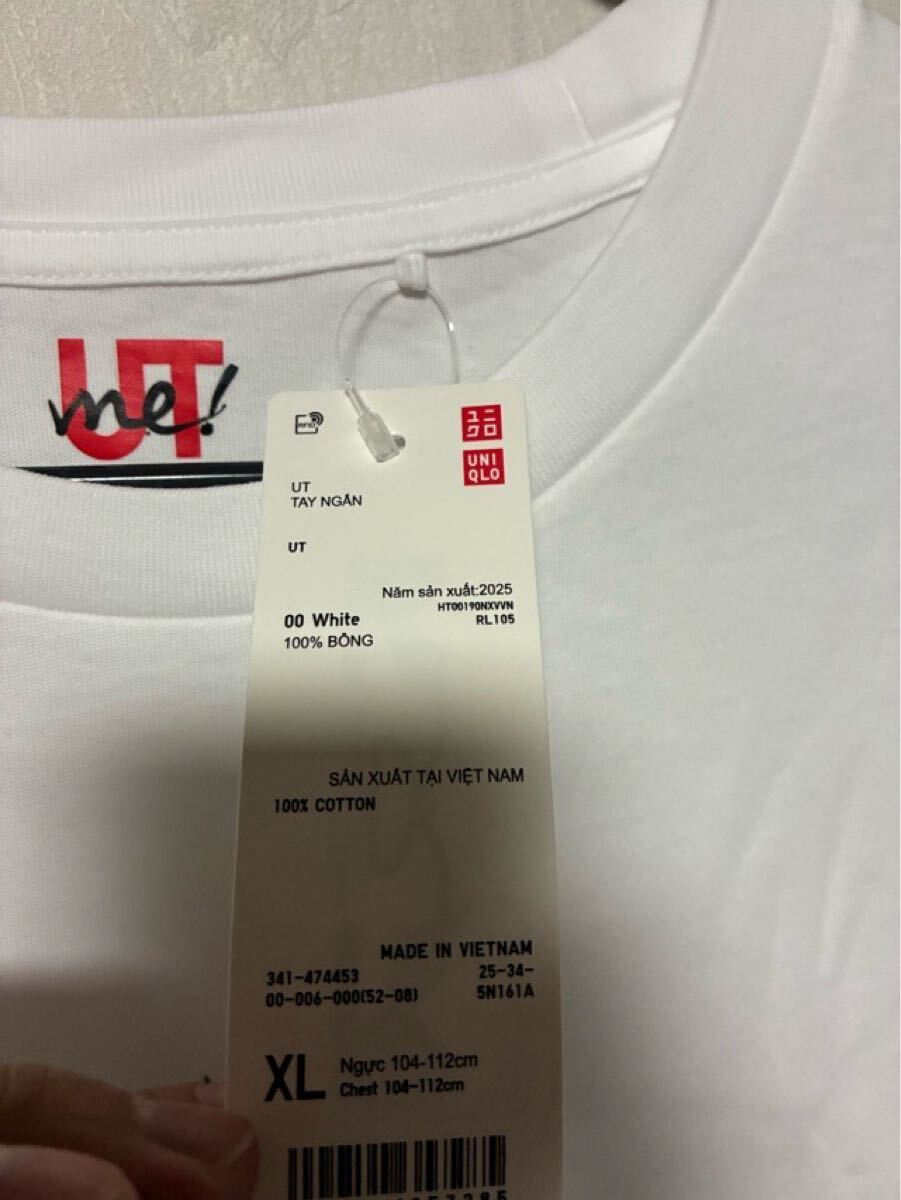 UT
me!
RFID
ユニ
クロ
UNI
QLO
UT
TAY NGẮN
UT
Năm sản xuất:2025
HT00190NXVVN
00 White
RL105
100% BÔNG
SẢN XUẤT TẠI VIỆT NAM
100% COTTON
MADE IN VIETNAM
341-474453
25-34-
00-006-000(52-08)
5N161A
XL
Ngực 104-112cm
Chest 104-112cm